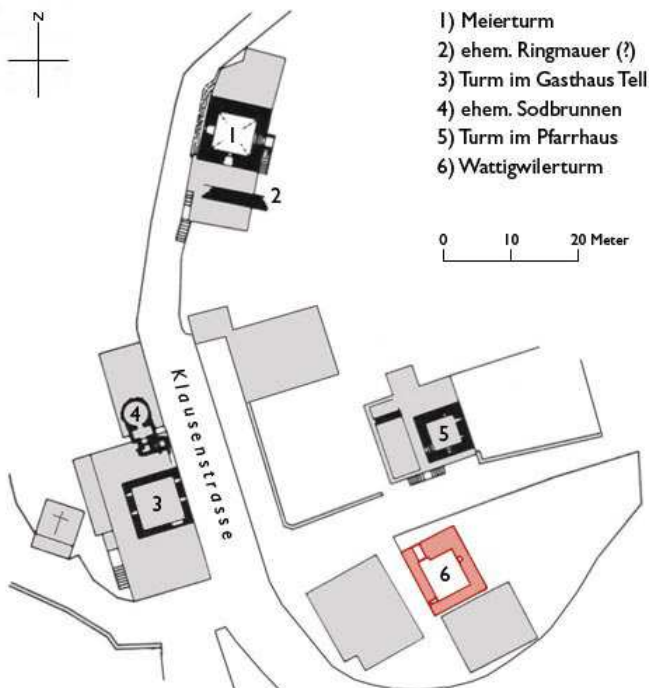 N
1) Meierturm
2) ehem. Ringmauer (?)
3) Turm im Gasthaus Tell
4) ehem. Sodbrunnen
5) Turm im Pfarrhaus
6) Wattigwilerturm
0 10 20 Meter
1
2
Klausenstrasse
4
5
3
6